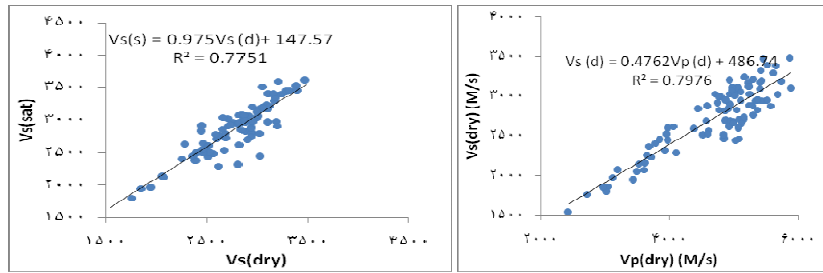 ۴۵۰۰
Vs(s) = 0.975Vs (d)+ 147.57
R² = 0.7751
۴۰۰۰
۳۵۰۰
۳۰۰۰
۲۵۰۰
۲۰۰۰
۱۵۰۰
Vs(sat)
۱۵۰۰ ۲۵۰۰ ۳۵۰۰ ۴۵۰۰
Vs(dry)
۴۰۰۰
Vs (d) = 0.4762Vp (d) + 486.74
R² = 0.7976
۳۵۰۰
۳۰۰۰
۲۵۰۰
۲۰۰۰
۱۵۰۰
Vs(dry) (M/s)
۲۰۰۰ ۴۰۰۰ ۶۰۰۰
Vp(dry) (M/s)